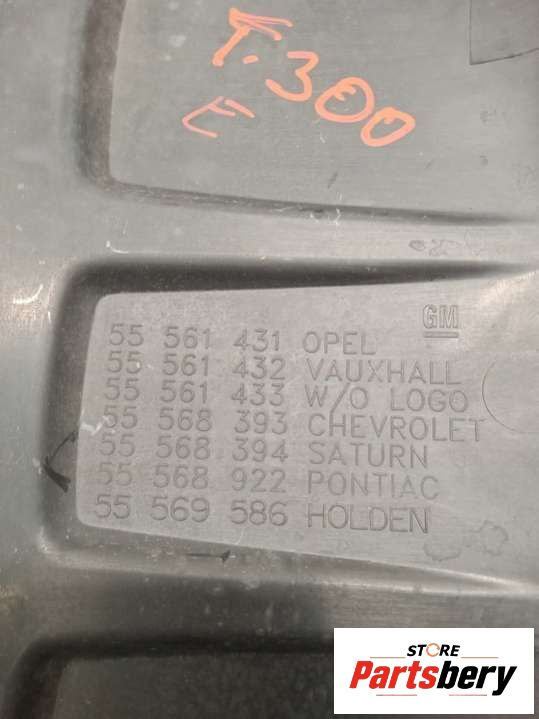 T.300
E
GM
55 561 431 OPEL
55 561 432 VAUXHALL
55 561 433 W/O LOGO
55 568 393 CHEVROLET
55 568 394 SATURN
55 568 922 PONTIAC
55 569 586 HOLDEN
STORE
Partsbery